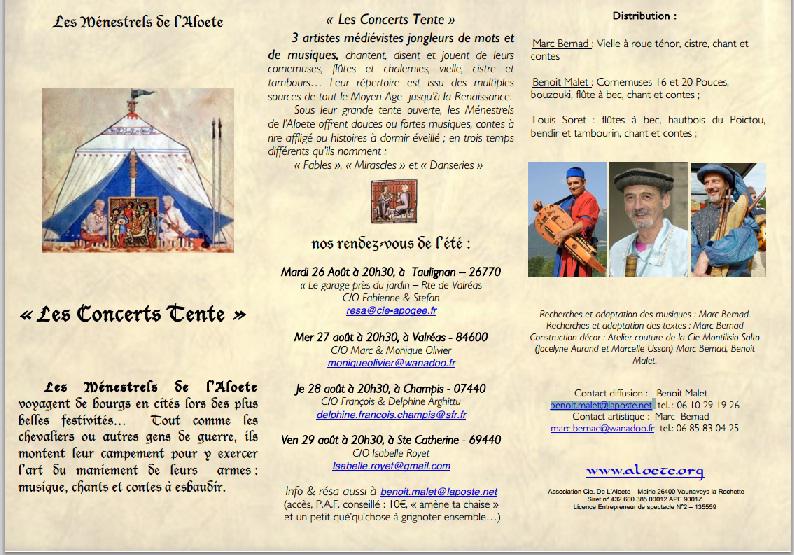 Les Ménestrels de l'Aloete
« Les Concerts Tente »
Les Ménestrels de l'Aloete
voyagent de bourgs en cités lors des plus
belles festivités... Tout comme les
chevaliers ou autres gens de guerre, ils
montent leur campement pour y exercer
l'art du maniement de leurs armes :
musique, chants et contes à esbaudir.
« Les Concerts Tente »
3 artistes médiévistes jongleurs de mots et
de musiques, chantent, disent et jouent de leurs
cornemuses, flûtes et chalemies, vielle, cistre et
tambours... Leur répertoire est issu des multiples
sources de tout le Moyen Age jusqu'à la Renaissance.
Sous leur grande tente ouverte, les Ménestrels
de l'Aloete offrent douces ou fortes musiques, contes à
rire affligé ou histoires à dormir éveillé ; en trois temps
différents qu'ils nomment :
« Fables », « Mirascles » et « Danseries »
nos rendez-vous de l'été :
Mardi 26 Août à 20h30, à Taulignan – 26770
« Le garage près du jardin – Rte de Valréas
C/O Fabienne & Stefan
resa@cie-apogee.fr
Mer 27 août à 20h30, à Valréas - 84600
C/O Marc & Monique Olivier
moniqueolivier@wanadoo.fr
Je 28 août à 20h30, à Champis - 07440
C/O François & Delphine Arghittu
delphine.francois.champis@sfr.fr
Ven 29 août à 20h30, à Ste Catherine - 69440
C/O Isabelle Royet
Isabelle.royet@gmail.com
Info & résa aussi à benoit.malet@laposte.net
(accès, P.A.F. conseillé : 10€, « amène ta chaise »
et un petit qué'qu'chose à grignoter ensemble...)
Distribution :
Marc Bernad : Vielle à roue ténor, cistre, chant et
contes
Benoit Malet : Cornemuses 16 et 20 Pouces,
bouzouki, flûte à bec, chant et contes ;
Louis Soret : flûtes à bec, hautbois du Poictou,
bendir et tambourin, chant et contes ;
Recherches et adaptation des musiques : Marc Bernad.
Recherches et adaptation des textes : Marc Bernad
Construction décor : Atelier couture de la Cie Montilisio Salto
(Jocelyne Aurand et Marcelle Ussan) Marc Bernad, Benoit
Malet.
Contact diffusion : Benoit Malet
benoit.malet@laposte.net tel : 06 10 29 19 26
Contact artistique : Marc Bernad
marc.bernad@wanadoo.fr tel: 06 85 83 04 25
www.aloete.org
Association Cie. De L'Aloete - Mairie 26400 Vaunaveys la Rochette
Siret n°
Licence Entrepreneur de spectacle N°2 –